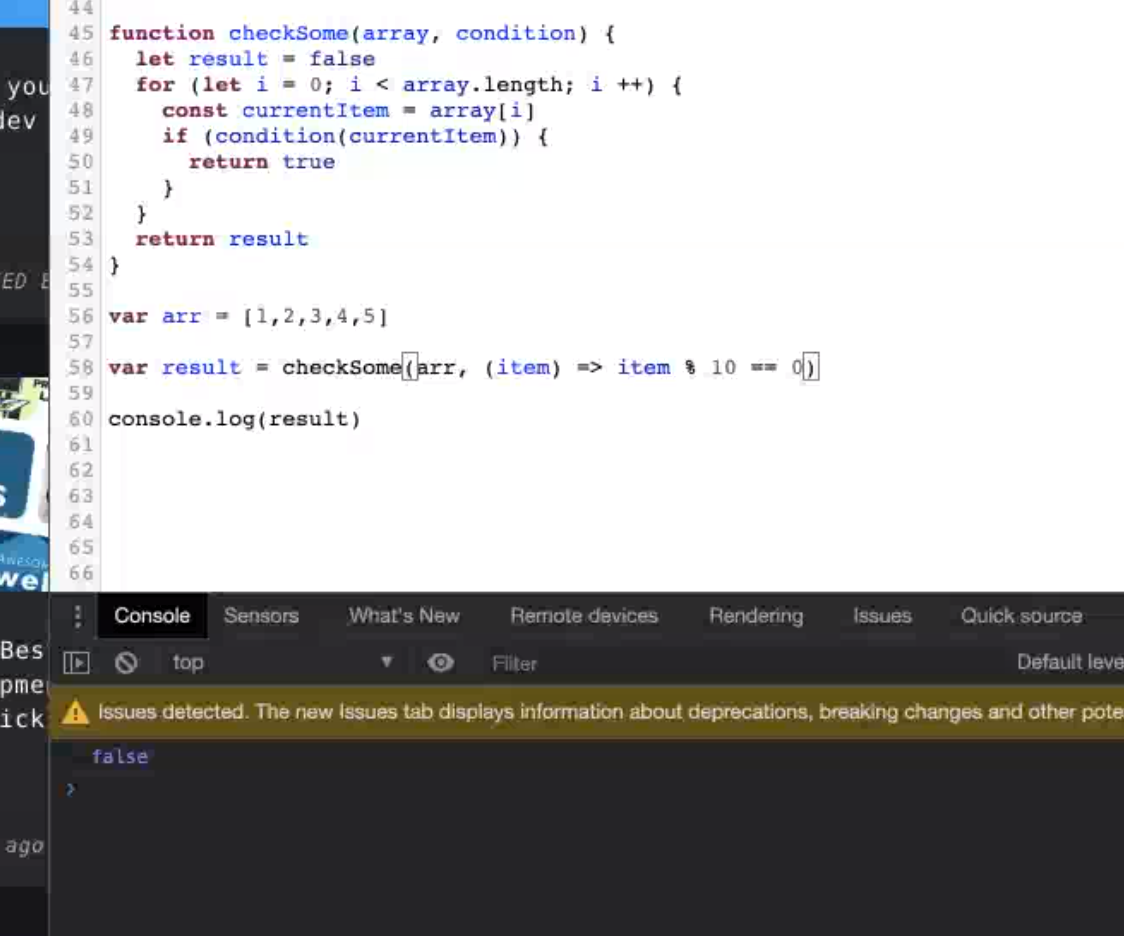 44
45 function checkSome(array, condition) {
46 let result = false
47 for (let i = 0; i < array.length; i ++) {
48 const currentItem = array[i]
49 if (condition(currentItem)) {
50 return true
51 }
52 }
53 return result
54 }
55
56 var arr = [1,2,3,4,5]
57
58 var result = checkSome(arr, (item) => item % 10 == 0)
59
60 console.log(result)
61
62
63
64
65
66
you
dev
ED
Bes
pme
ick
ago
Console Sensors What's New Remote devices Rendering Issues Quick source
top Filter Default leve
Issues detected. The new Issues tab displays information about deprecations, breaking changes and other pote
false
>